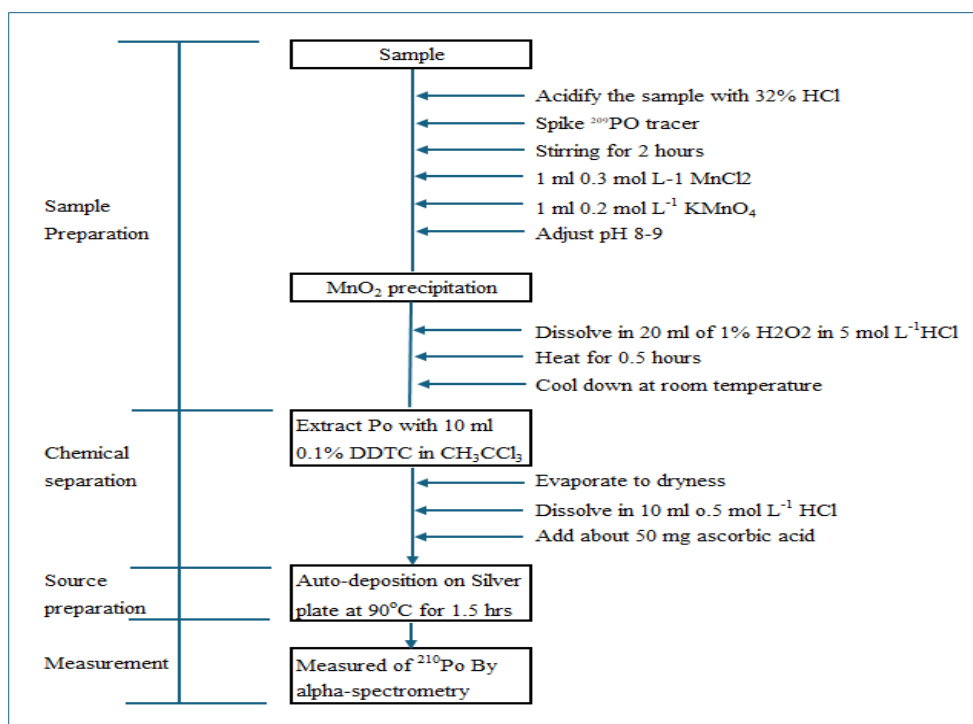 Sample
Acidify the sample with 32% HCl
Spike ²⁰⁹PO tracer
Stirring for 2 hours
1 ml 0.3 mol L-1 MnCl2
1 ml 0.2 mol L⁻¹ KMnO₄
Adjust pH 8-9
Sample
Preparation
MnO₂ precipitation
Dissolve in 20 ml of 1% H2O2 in 5 mol L⁻¹HCl
Heat for 0.5 hours
Cool down at room temperature
Extract Po with 10 ml
0.1% DDTC in CH₃CCl₃
Chemical
separation
Evaporate to dryness
Dissolve in 10 ml o.5 mol L⁻¹ HCl
Add about 50 mg ascorbic acid
Source
preparation
Auto-deposition on Silver
plate at 90°C for 1.5 hrs
Measurement
Measured of ²¹⁰Po By
alpha-spectrometry